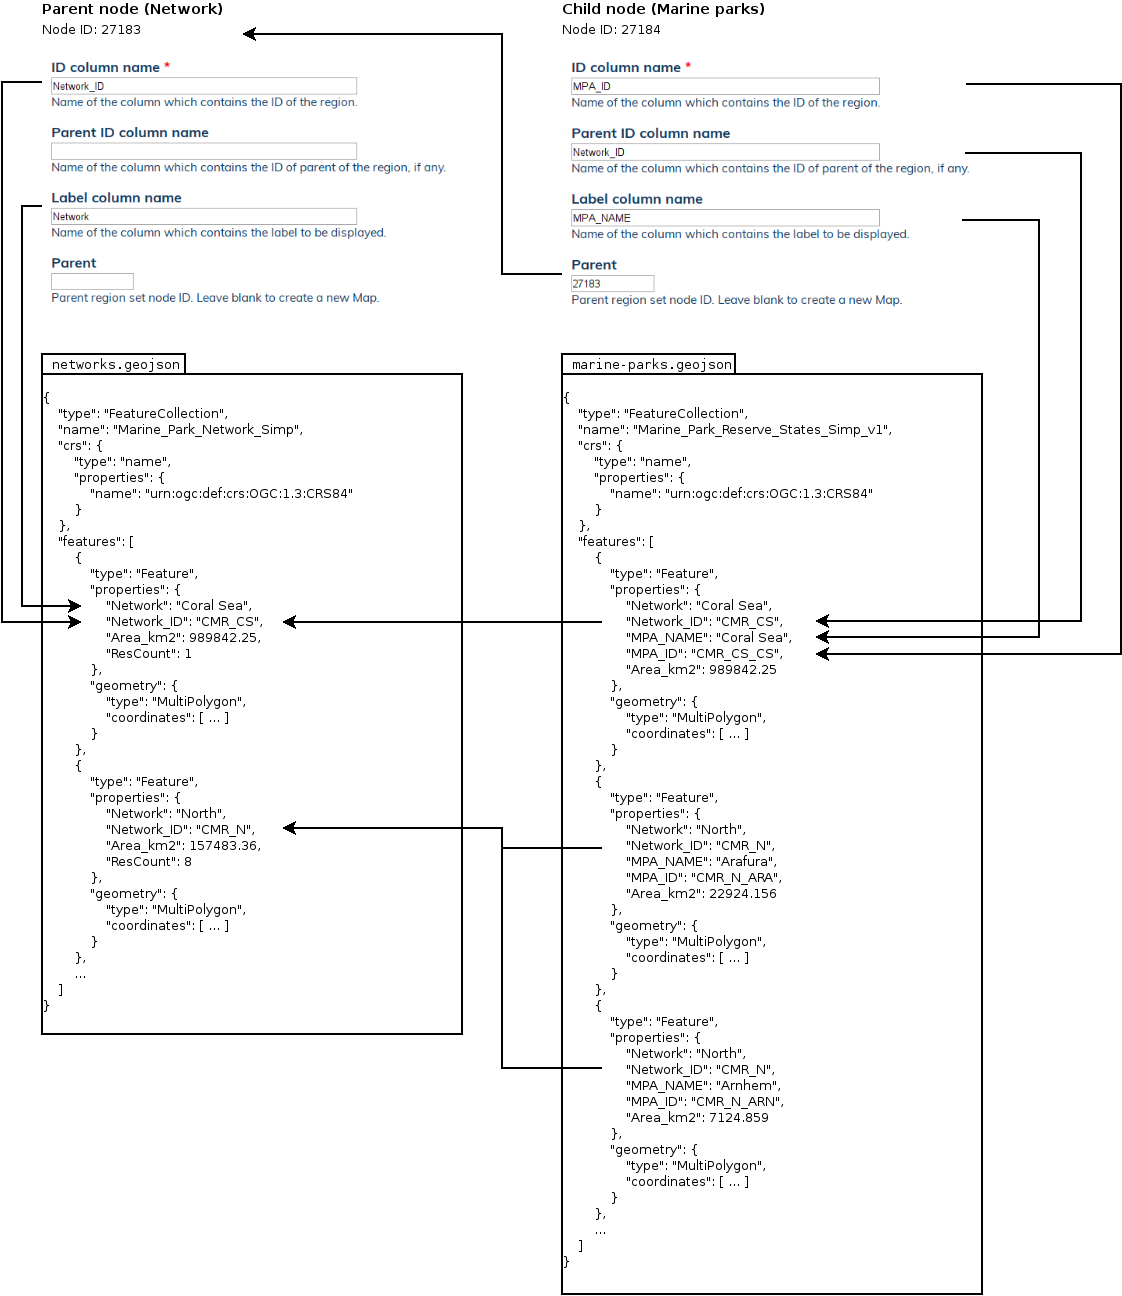 Parent node (Network)
Node ID: 27183
ID column name *
Network_ID
Name of the column which contains the ID of the region.
Parent ID column name
Name of the column which contains the ID of parent of the region, if any.
Label column name
Network
Name of the column which contains the label to be displayed.
Parent
Parent region set node ID. Leave blank to create a new Map.
networks.geojson
{
"type": "FeatureCollection",
"name": "Marine_Park_Network_Simp",
"crs": {
"type": "name",
"properties": {
"name": "urn:ogc:def:crs:OGC:1.3:CRS84"
}
},
"features": [
{
"type": "Feature",
"properties": {
"Network": "Coral Sea",
"Network_ID": "CMR_CS",
"Area_km2": 989842.25,
"ResCount": 1
},
"geometry": {
"type": "MultiPolygon",
"coordinates": [ ... ]
}
},
{
"type": "Feature",
"properties": {
"Network": "North",
"Network_ID": "CMR_N",
"Area_km2": 157483.36,
"ResCount": 8
},
"geometry": {
"type": "MultiPolygon",
"coordinates": [ ... ]
}
},
...
]
}
Child node (Marine parks)
Node ID: 27184
ID column name *
MPA_ID
Name of the column which contains the ID of the region.
Parent ID column name
Network_ID
Name of the column which contains the ID of parent of the region, if any.
Label column name
MPA_NAME
Name of the column which contains the label to be displayed.
Parent
27183
Parent region set node ID. Leave blank to create a new Map.
marine-parks.geojson
{
"type": "FeatureCollection",
"name": "Marine_Park_Reserve_States_Simp_v1",
"crs": {
"type": "name",
"properties": {
"name": "urn:ogc:def:crs:OGC:1.3:CRS84"
}
},
"features": [
{
"type": "Feature",
"properties": {
"Network": "Coral Sea",
"Network_ID": "CMR_CS",
"MPA_NAME": "Coral Sea",
"MPA_ID": "CMR_CS_CS",
"Area_km2": 989842.25
},
"geometry": {
"type": "MultiPolygon",
"coordinates": [ ... ]
}
},
{
"type": "Feature",
"properties": {
"Network": "North",
"Network_ID": "CMR_N",
"MPA_NAME": "Arafura",
"MPA_ID": "CMR_N_ARA",
"Area_km2": 22924.156
},
"geometry": {
"type": "MultiPolygon",
"coordinates": [ ... ]
}
},
{
"type": "Feature",
"properties": {
"Network": "North",
"Network_ID": "CMR_N",
"MPA_NAME": "Arnhem",
"MPA_ID": "CMR_N_ARN",
"Area_km2": 7124.859
},
"geometry": {
"type": "MultiPolygon",
"coordinates": [ ... ]
}
},
...
]
}